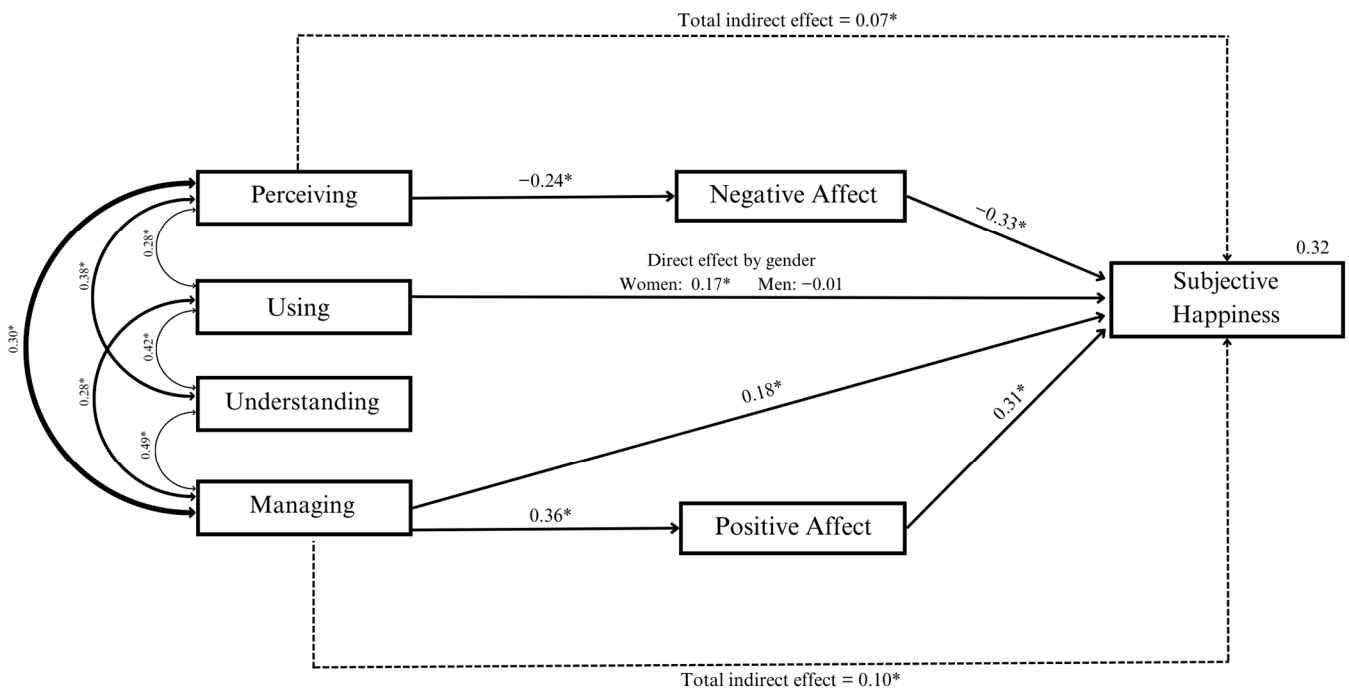 Total indirect effect = 0.07*
Perceiving
−0.24*
Negative Affect
−0.33*
0.28*
0.38*
0.30*
Direct effect by gender
Women: 0.17* Men: −0.01
0.32
Subjective
Happiness
Using
0.42*
0.28*
Understanding
0.18*
0.31*
0.49*
Managing
0.36*
Positive Affect
Total indirect effect = 0.10*